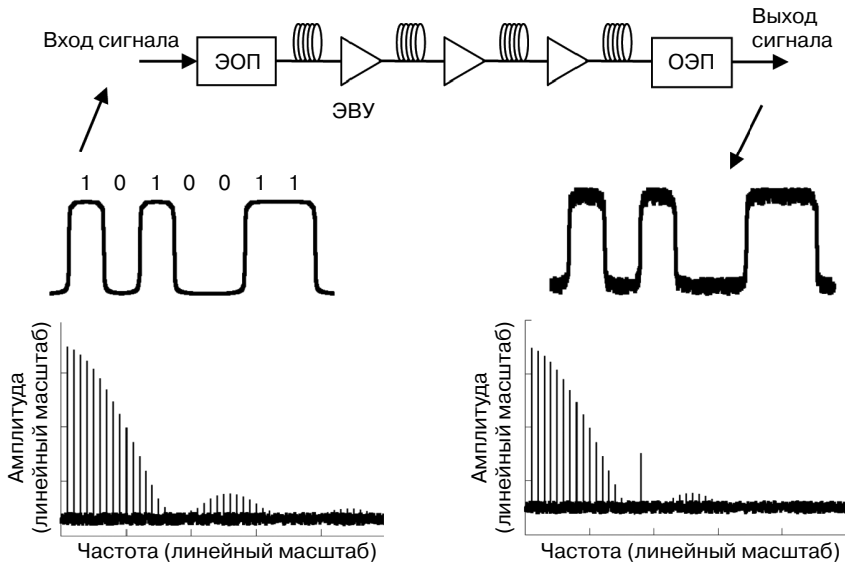 Вход сигнала
ЭОП
ЭВУ
ОЭП
Выход
сигнала
1 0 1 0 0 1 1
Амплитуда
(линейный масштаб)
Частота (линейный масштаб)
Амплитуда
(линейный масштаб)
Частота (линейный масштаб)